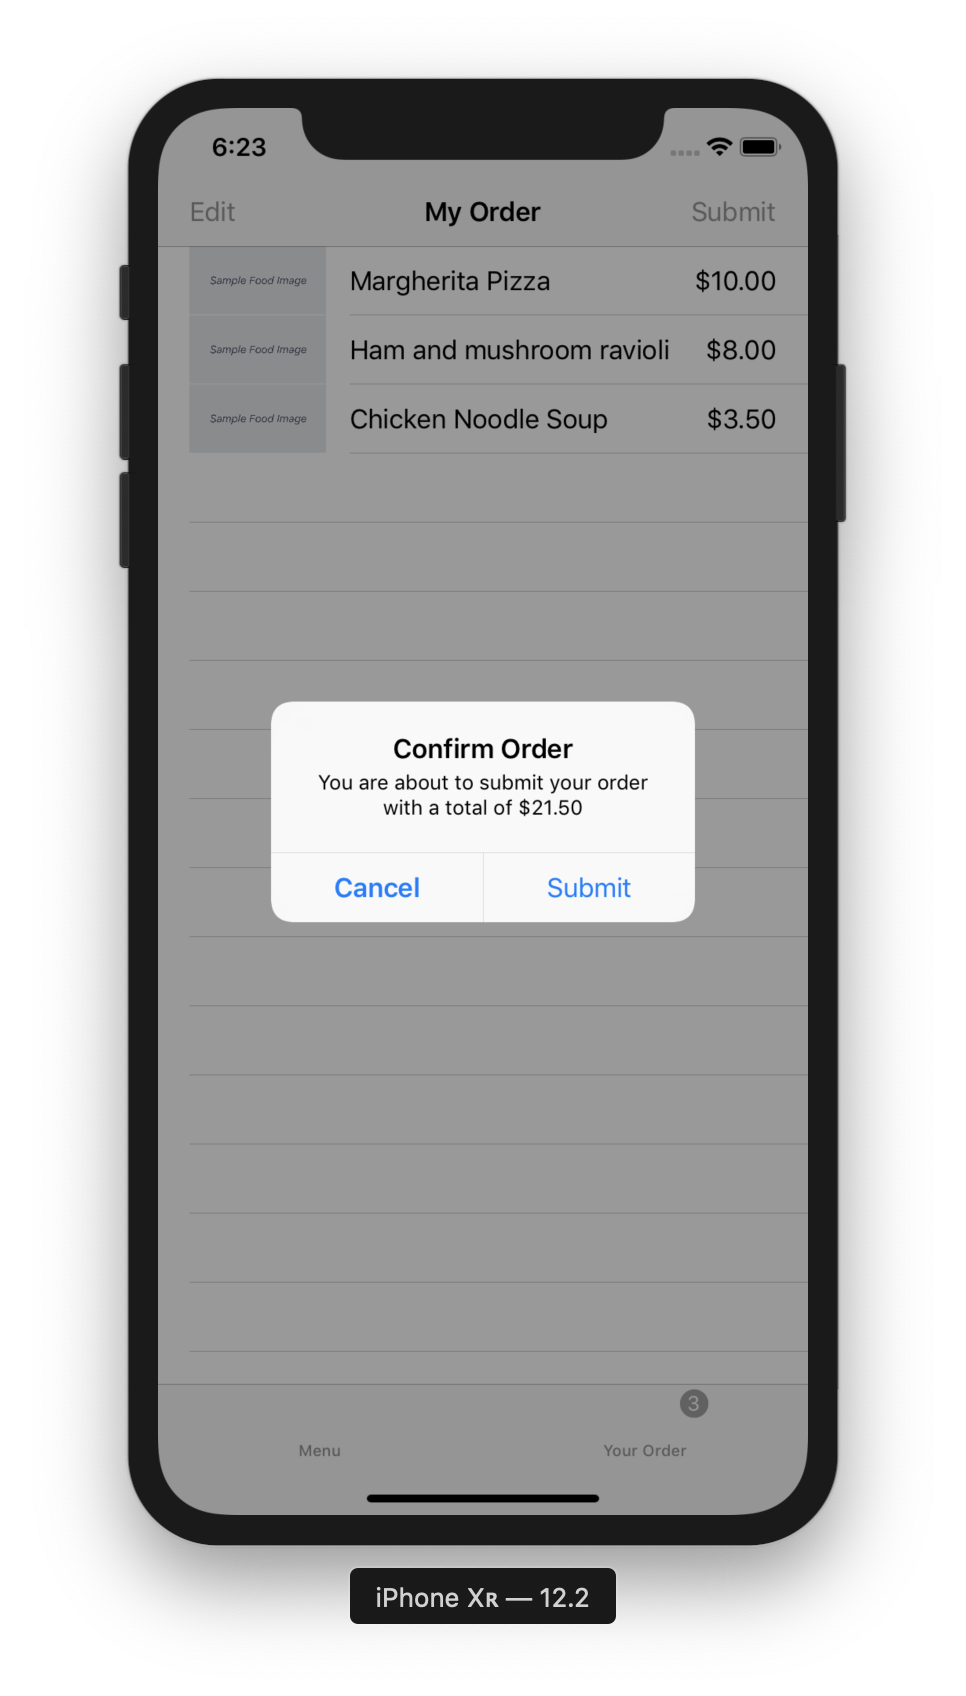 6:23
Edit My Order Submit
Sample Food Image Margherita Pizza $10.00
Sample Food Image Ham and mushroom ravioli $8.00
Sample Food Image Chicken Noodle Soup $3.50
Confirm Order
You are about to submit your order
with a total of $21.50
Cancel Submit
3
Menu Your Order
iPhone Xʀ — 12.2